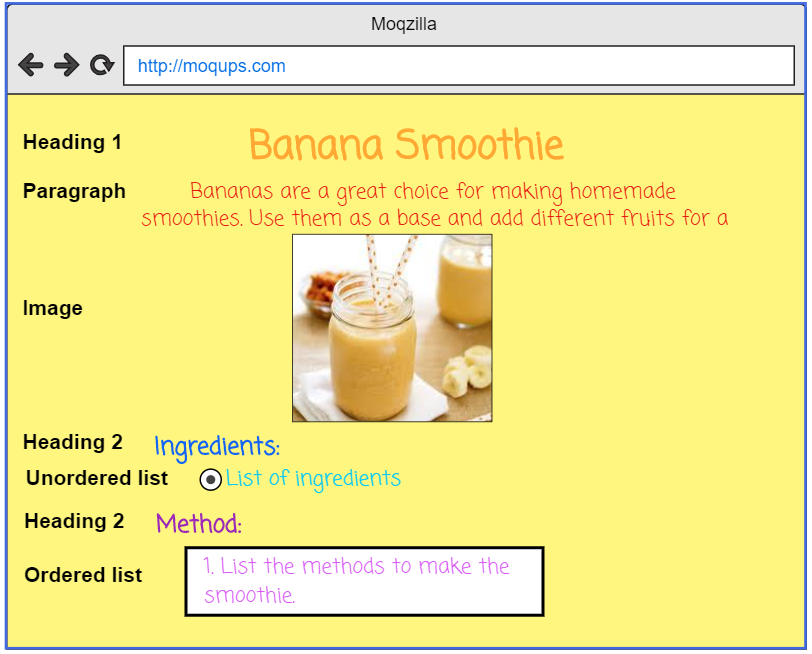 Moqzilla
http://moqups.com
Heading 1
Banana Smoothie
Paragraph
Bananas are a great choice for making homemade
smoothies. Use them as a base and add different fruits for a
Image
Heading 2
Ingredients:
Unordered list
List of ingredients
Heading 2
Method:
Ordered list
1. List the methods to make the
smoothie.